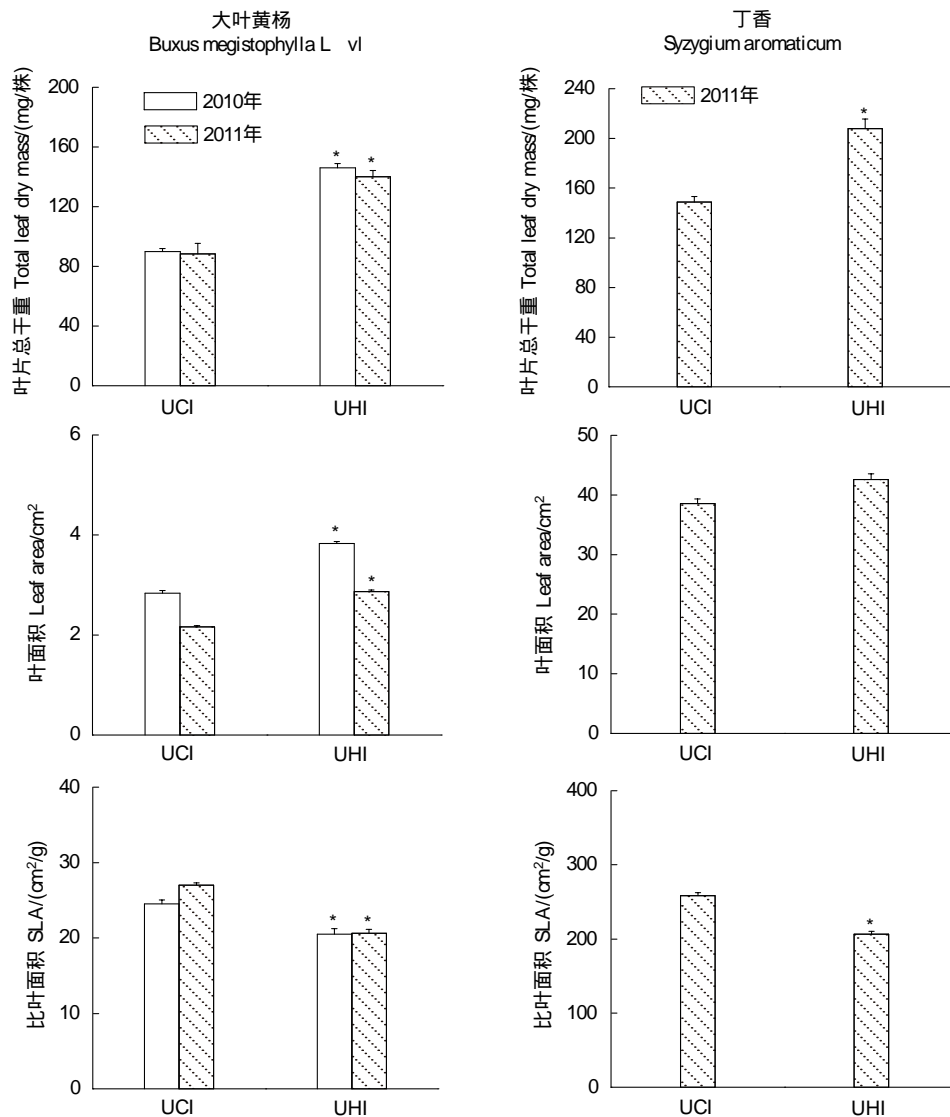 大叶黄杨
Buxus megistophylla L vl
丁香
Syzygium aromaticum
叶片总干重 Total leaf dry mass/(mg/株)
200
160
120
80
40
0
2010年
2011年
*
*
UCI
UHI
叶片总干重 Total leaf dry mass/(mg/株)
240
200
160
120
80
40
0
2011年
*
UCI
UHI
叶面积 Leaf area/cm²
6
4
2
0
*
*
UCI
UHI
叶面积 Leaf area/cm²
50
40
30
20
10
0
UCI
UHI
比叶面积 SLA/(cm²/g)
40
30
20
10
0
*
*
UCI
UHI
比叶面积 SLA/(cm²/g)
400
300
200
100
0
*
UCI
UHI